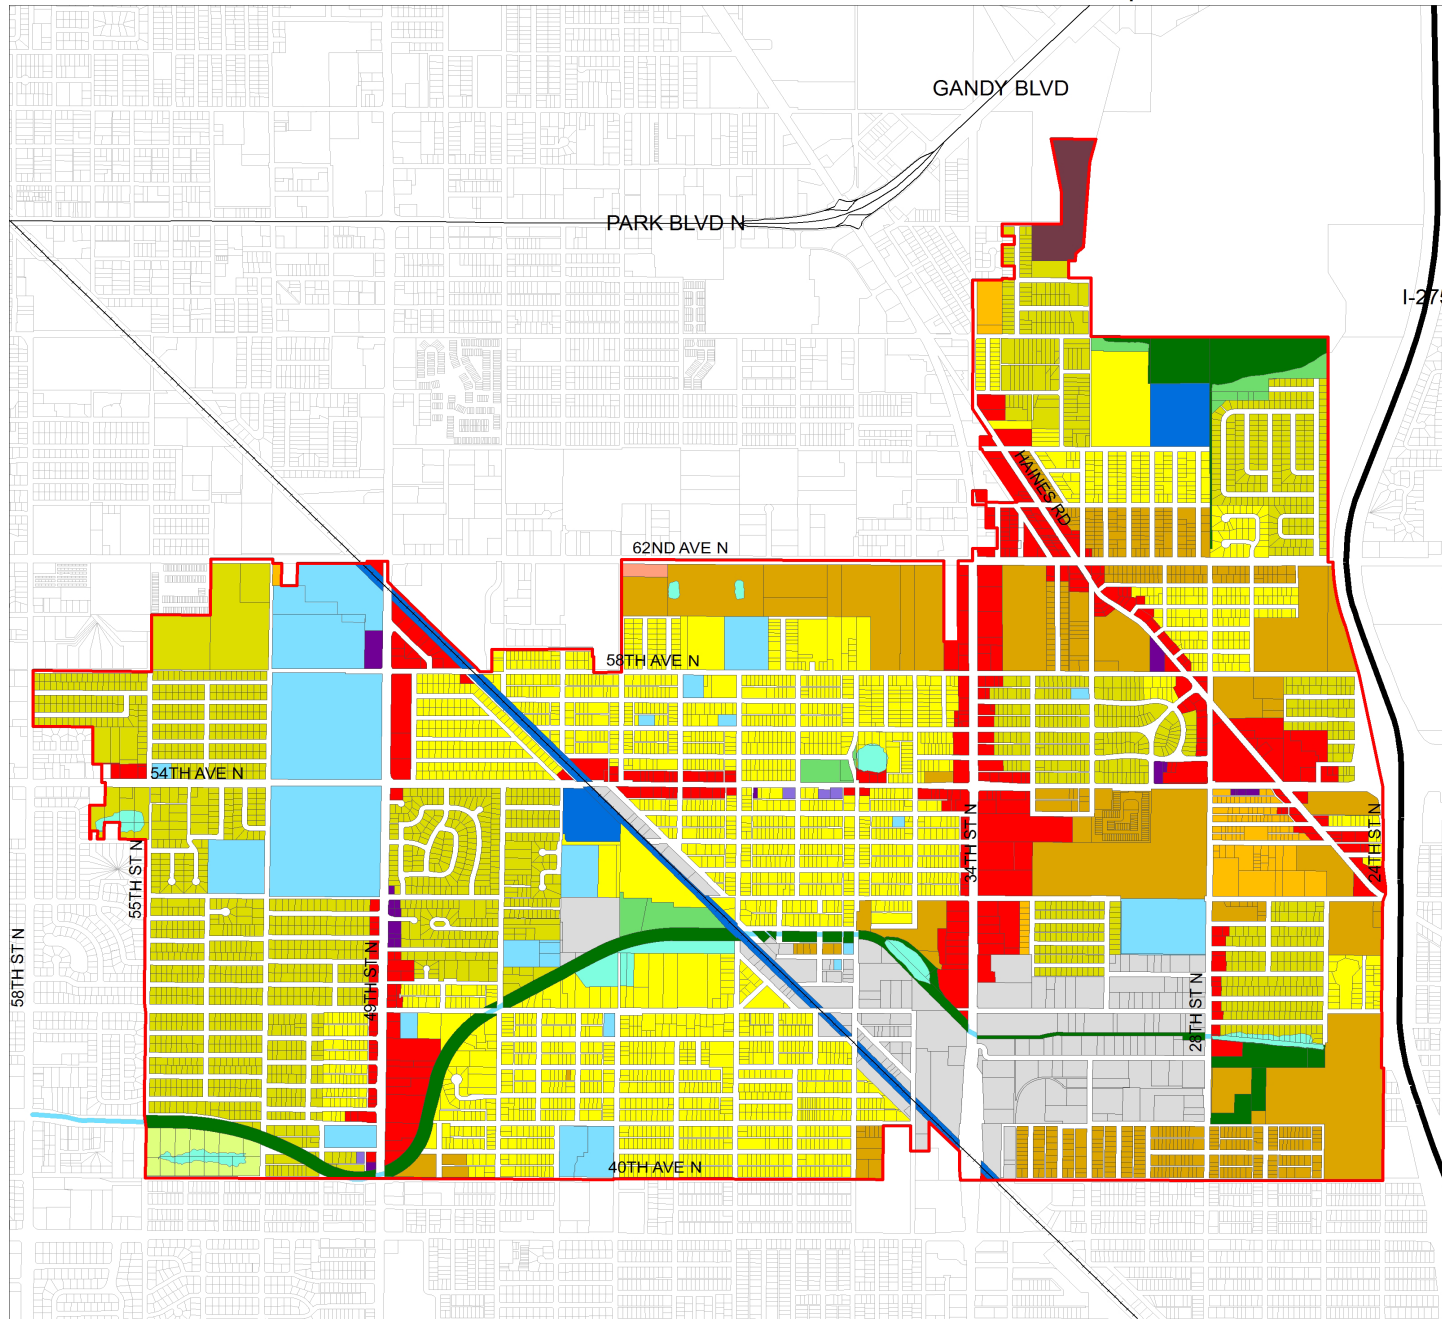 GANDY BLVD
PARK BLVD N
I-275
HAINES RD
62ND AVE N
58TH AVE N
54TH AVE N
34TH ST N
24TH ST N
55TH ST N
58TH ST N
49TH ST N
28TH ST N
40TH AVE N